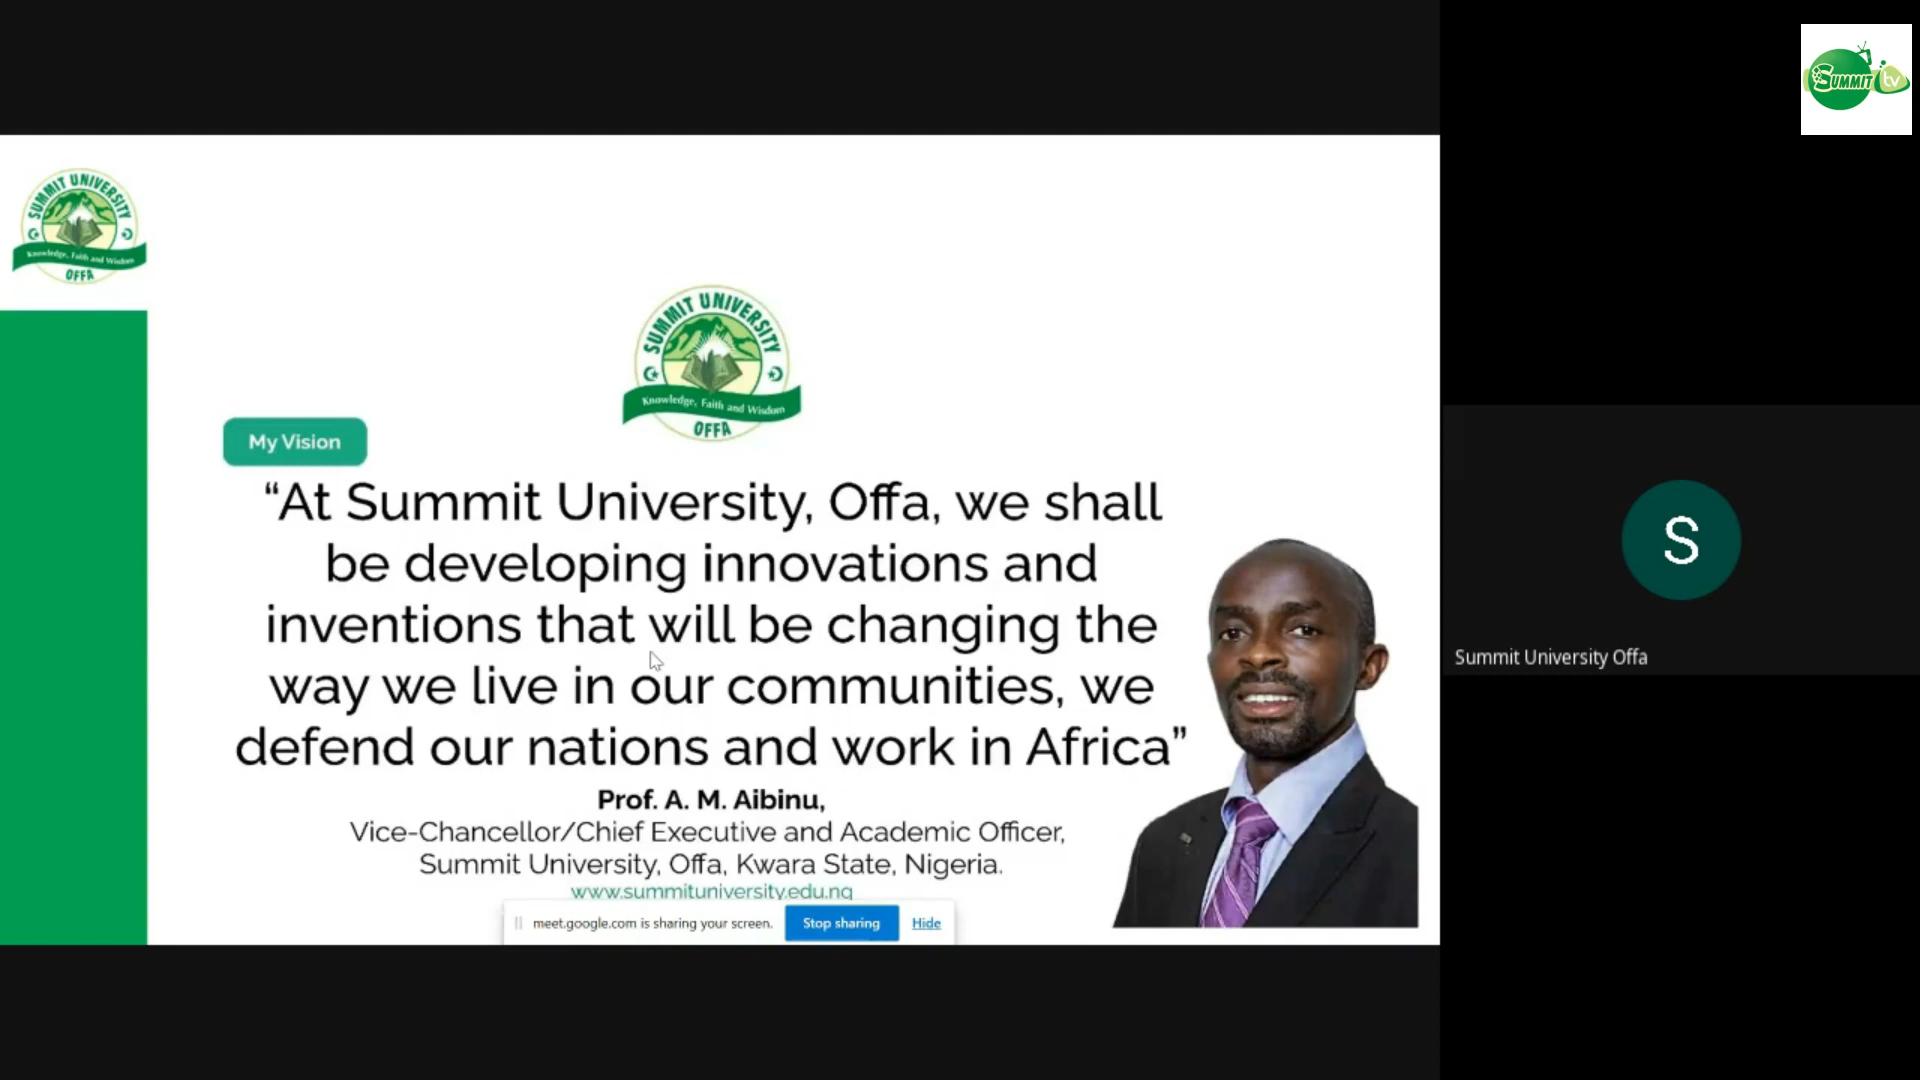 SUMMIT tv
SUMMIT UNIVERSITY
Knowledge, Faith and Wisdom
OFFA
SUMMIT UNIVERSITY
Knowledge, Faith and Wisdom
OFFA
My Vision
“At Summit University, Offa, we shall
be developing innovations and
inventions that will be changing the
way we live in our communities, we
defend our nations and work in Africa”
Prof. A. M. Aibinu,
Vice-Chancellor/Chief Executive and Academic Officer,
Summit University, Offa, Kwara State, Nigeria.
www.summituniversity.edu.ng
meet.google.com is sharing your screen.
Stop sharing
Hide
S
Summit University Offa